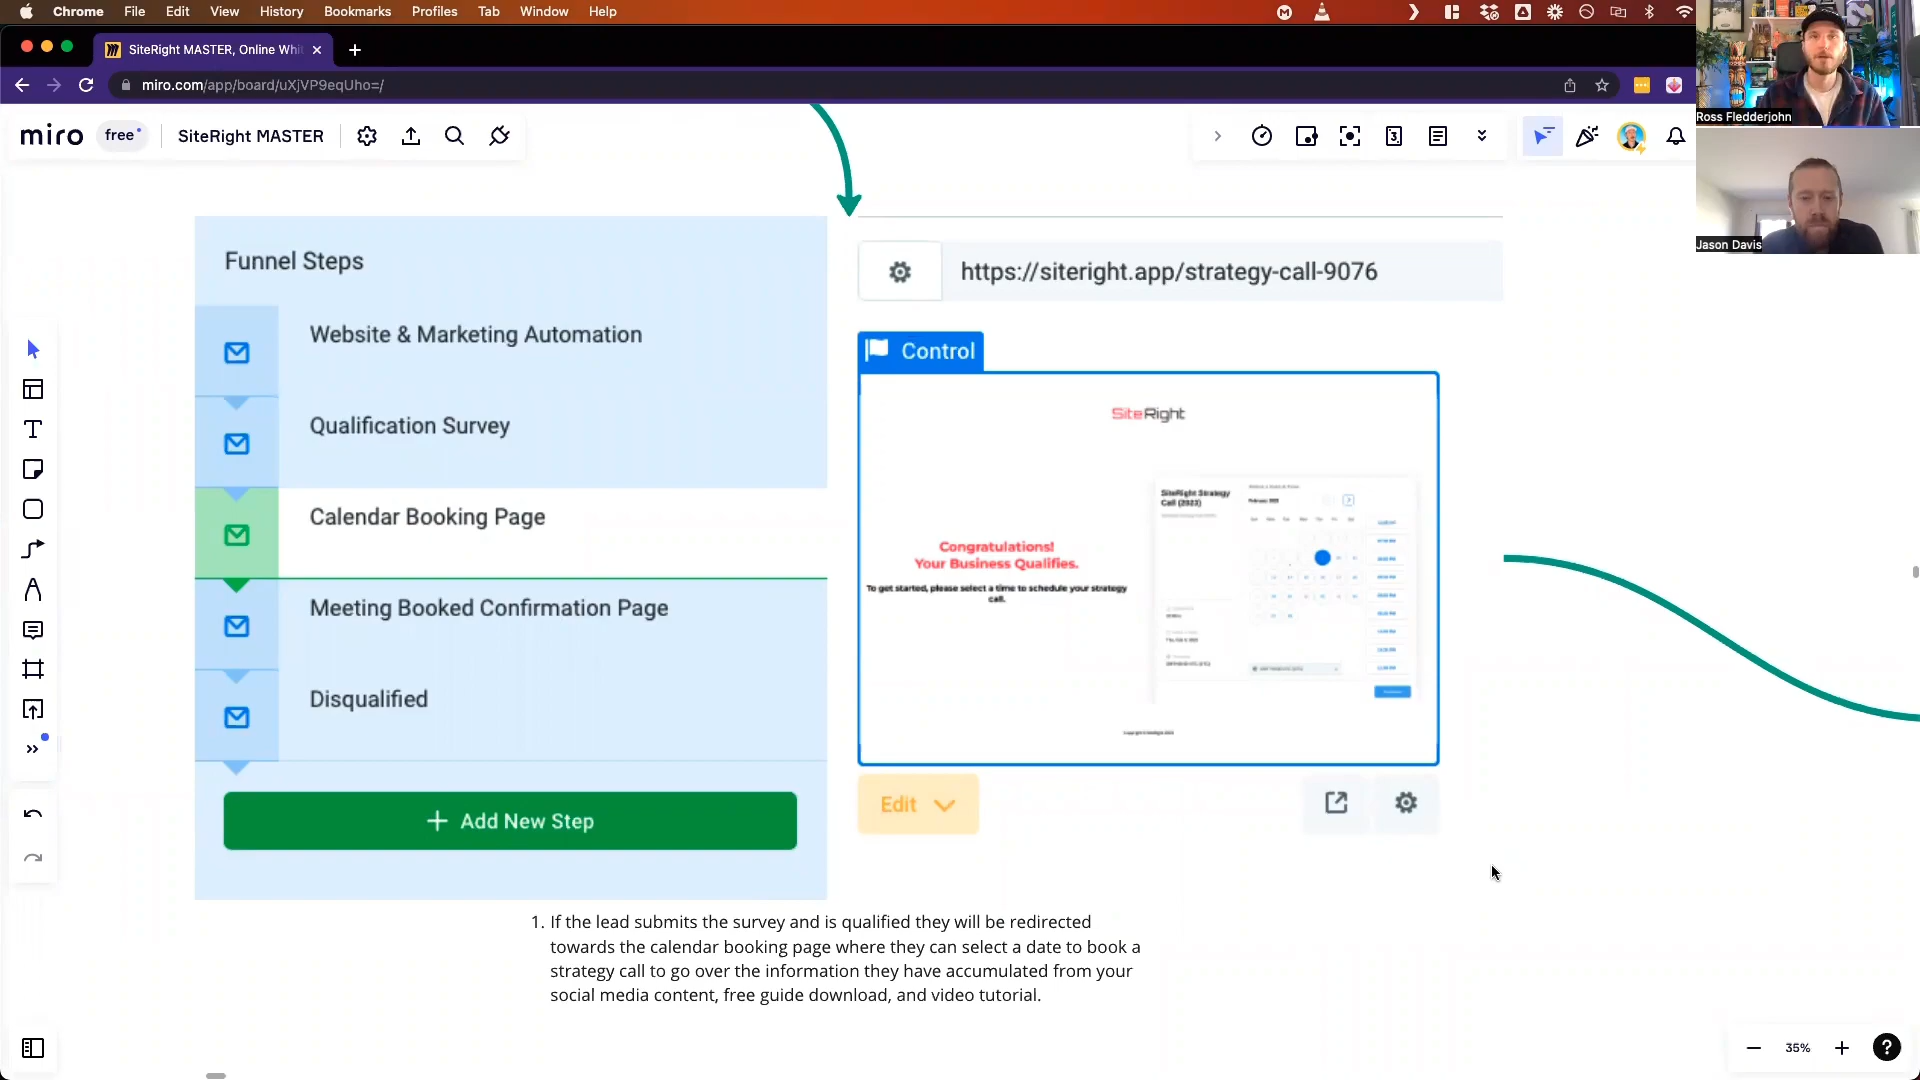 Chrome File Edit View History Bookmarks Profiles Tab Window Help
SiteRight MASTER, Online Whit
miro.com/app/board/uXjVP9eqUho=/
Ross Fledderjohn
Jason Davis
miro free SiteRight MASTER
Funnel Steps
Website & Marketing Automation
Qualification Survey
Calendar Booking Page
Meeting Booked Confirmation Page
Disqualified
+ Add New Step
https://siteright.app/strategy-call-9076
Control
SiteRight
Congratulations!
Your Business Qualifies.
To get started, please select a time to schedule your strategy
call.
SiteRight Strategy
Call (2023)
Edit
1. If the lead submits the survey and is qualified they will be redirected
towards the calendar booking page where they can select a date to book a
strategy call to go over the information they have accumulated from your
social media content, free guide download, and video tutorial.
35%